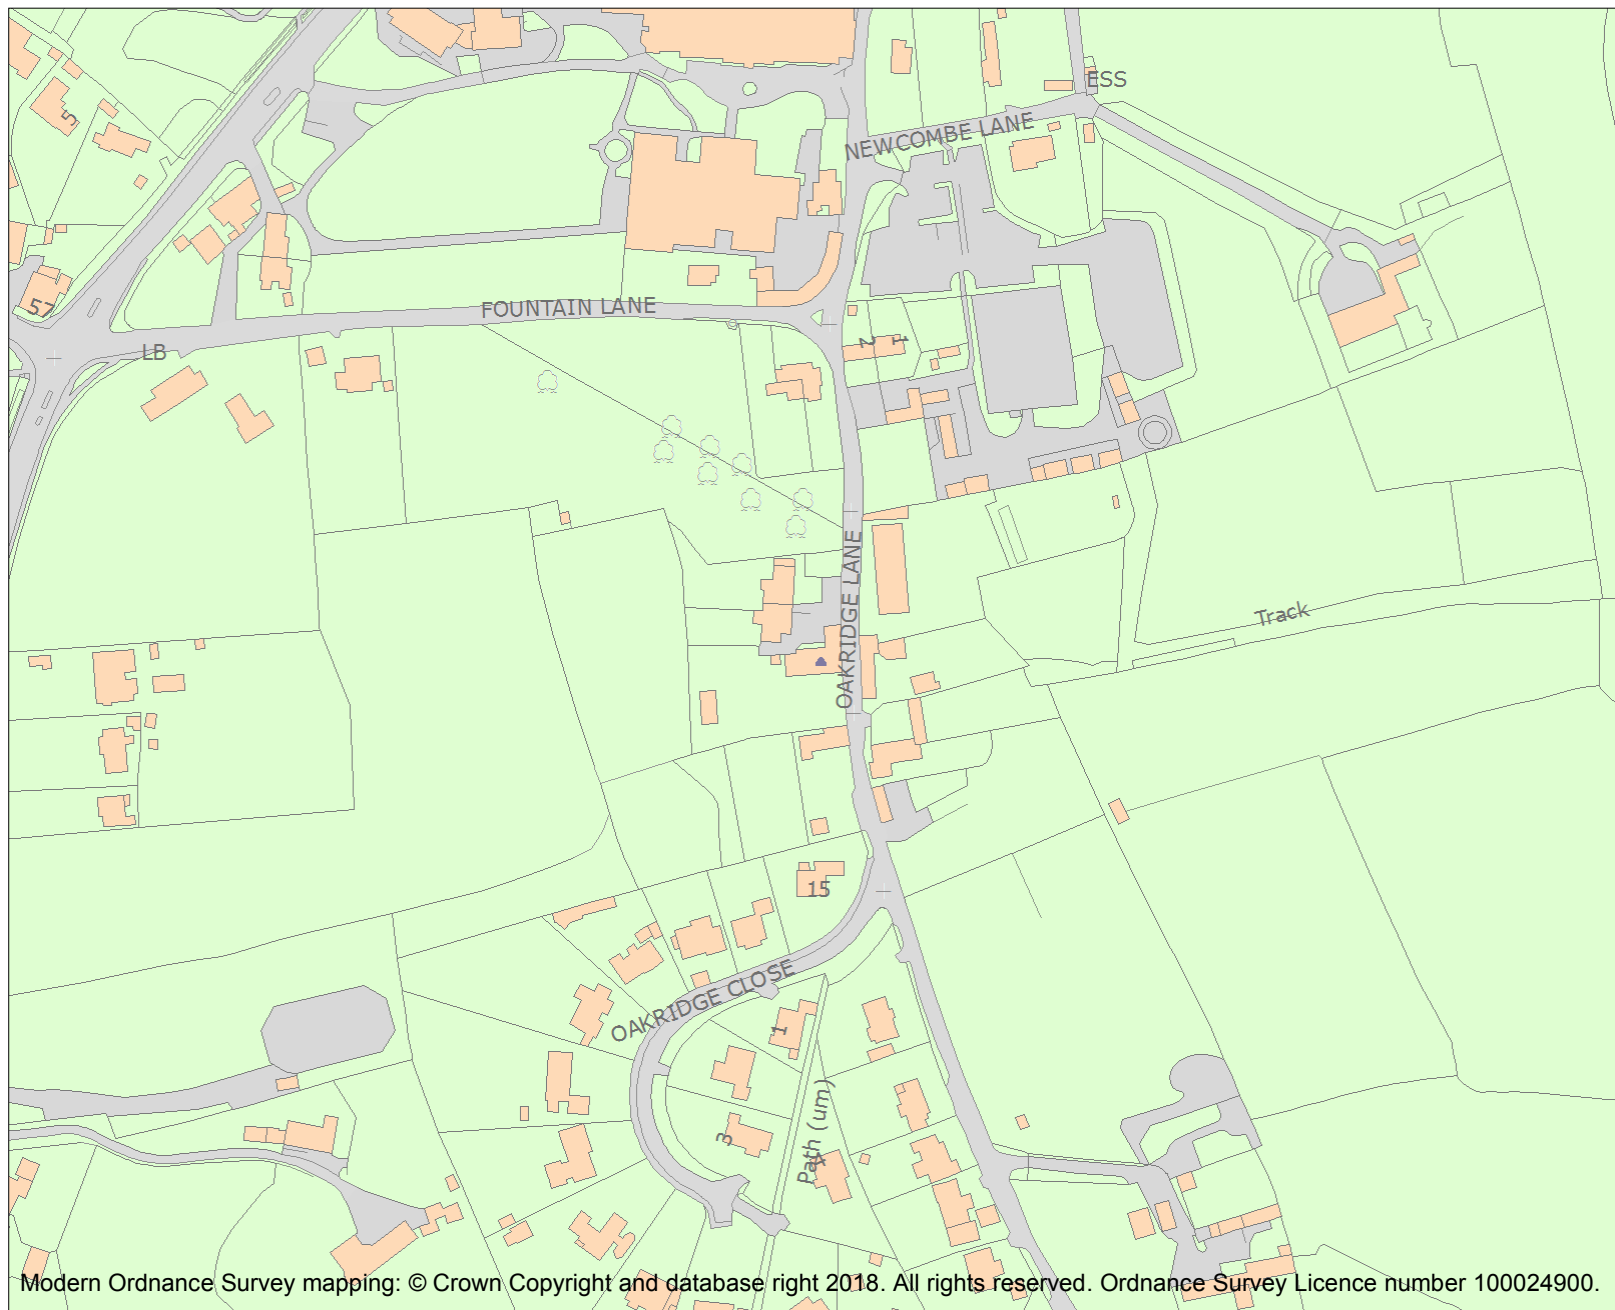 ESS
5
NEWCOMBE LANE
57
FOUNTAIN LANE
LB
2
1
OAKRIDGE LANE
Track
15
OAKRIDGE CLOSE
1
Path (um)
3
4
Modern Ordnance Survey mapping: © Crown Copyright and database right 2018. All rights reserved. Ordnance Survey Licence number 100024900.